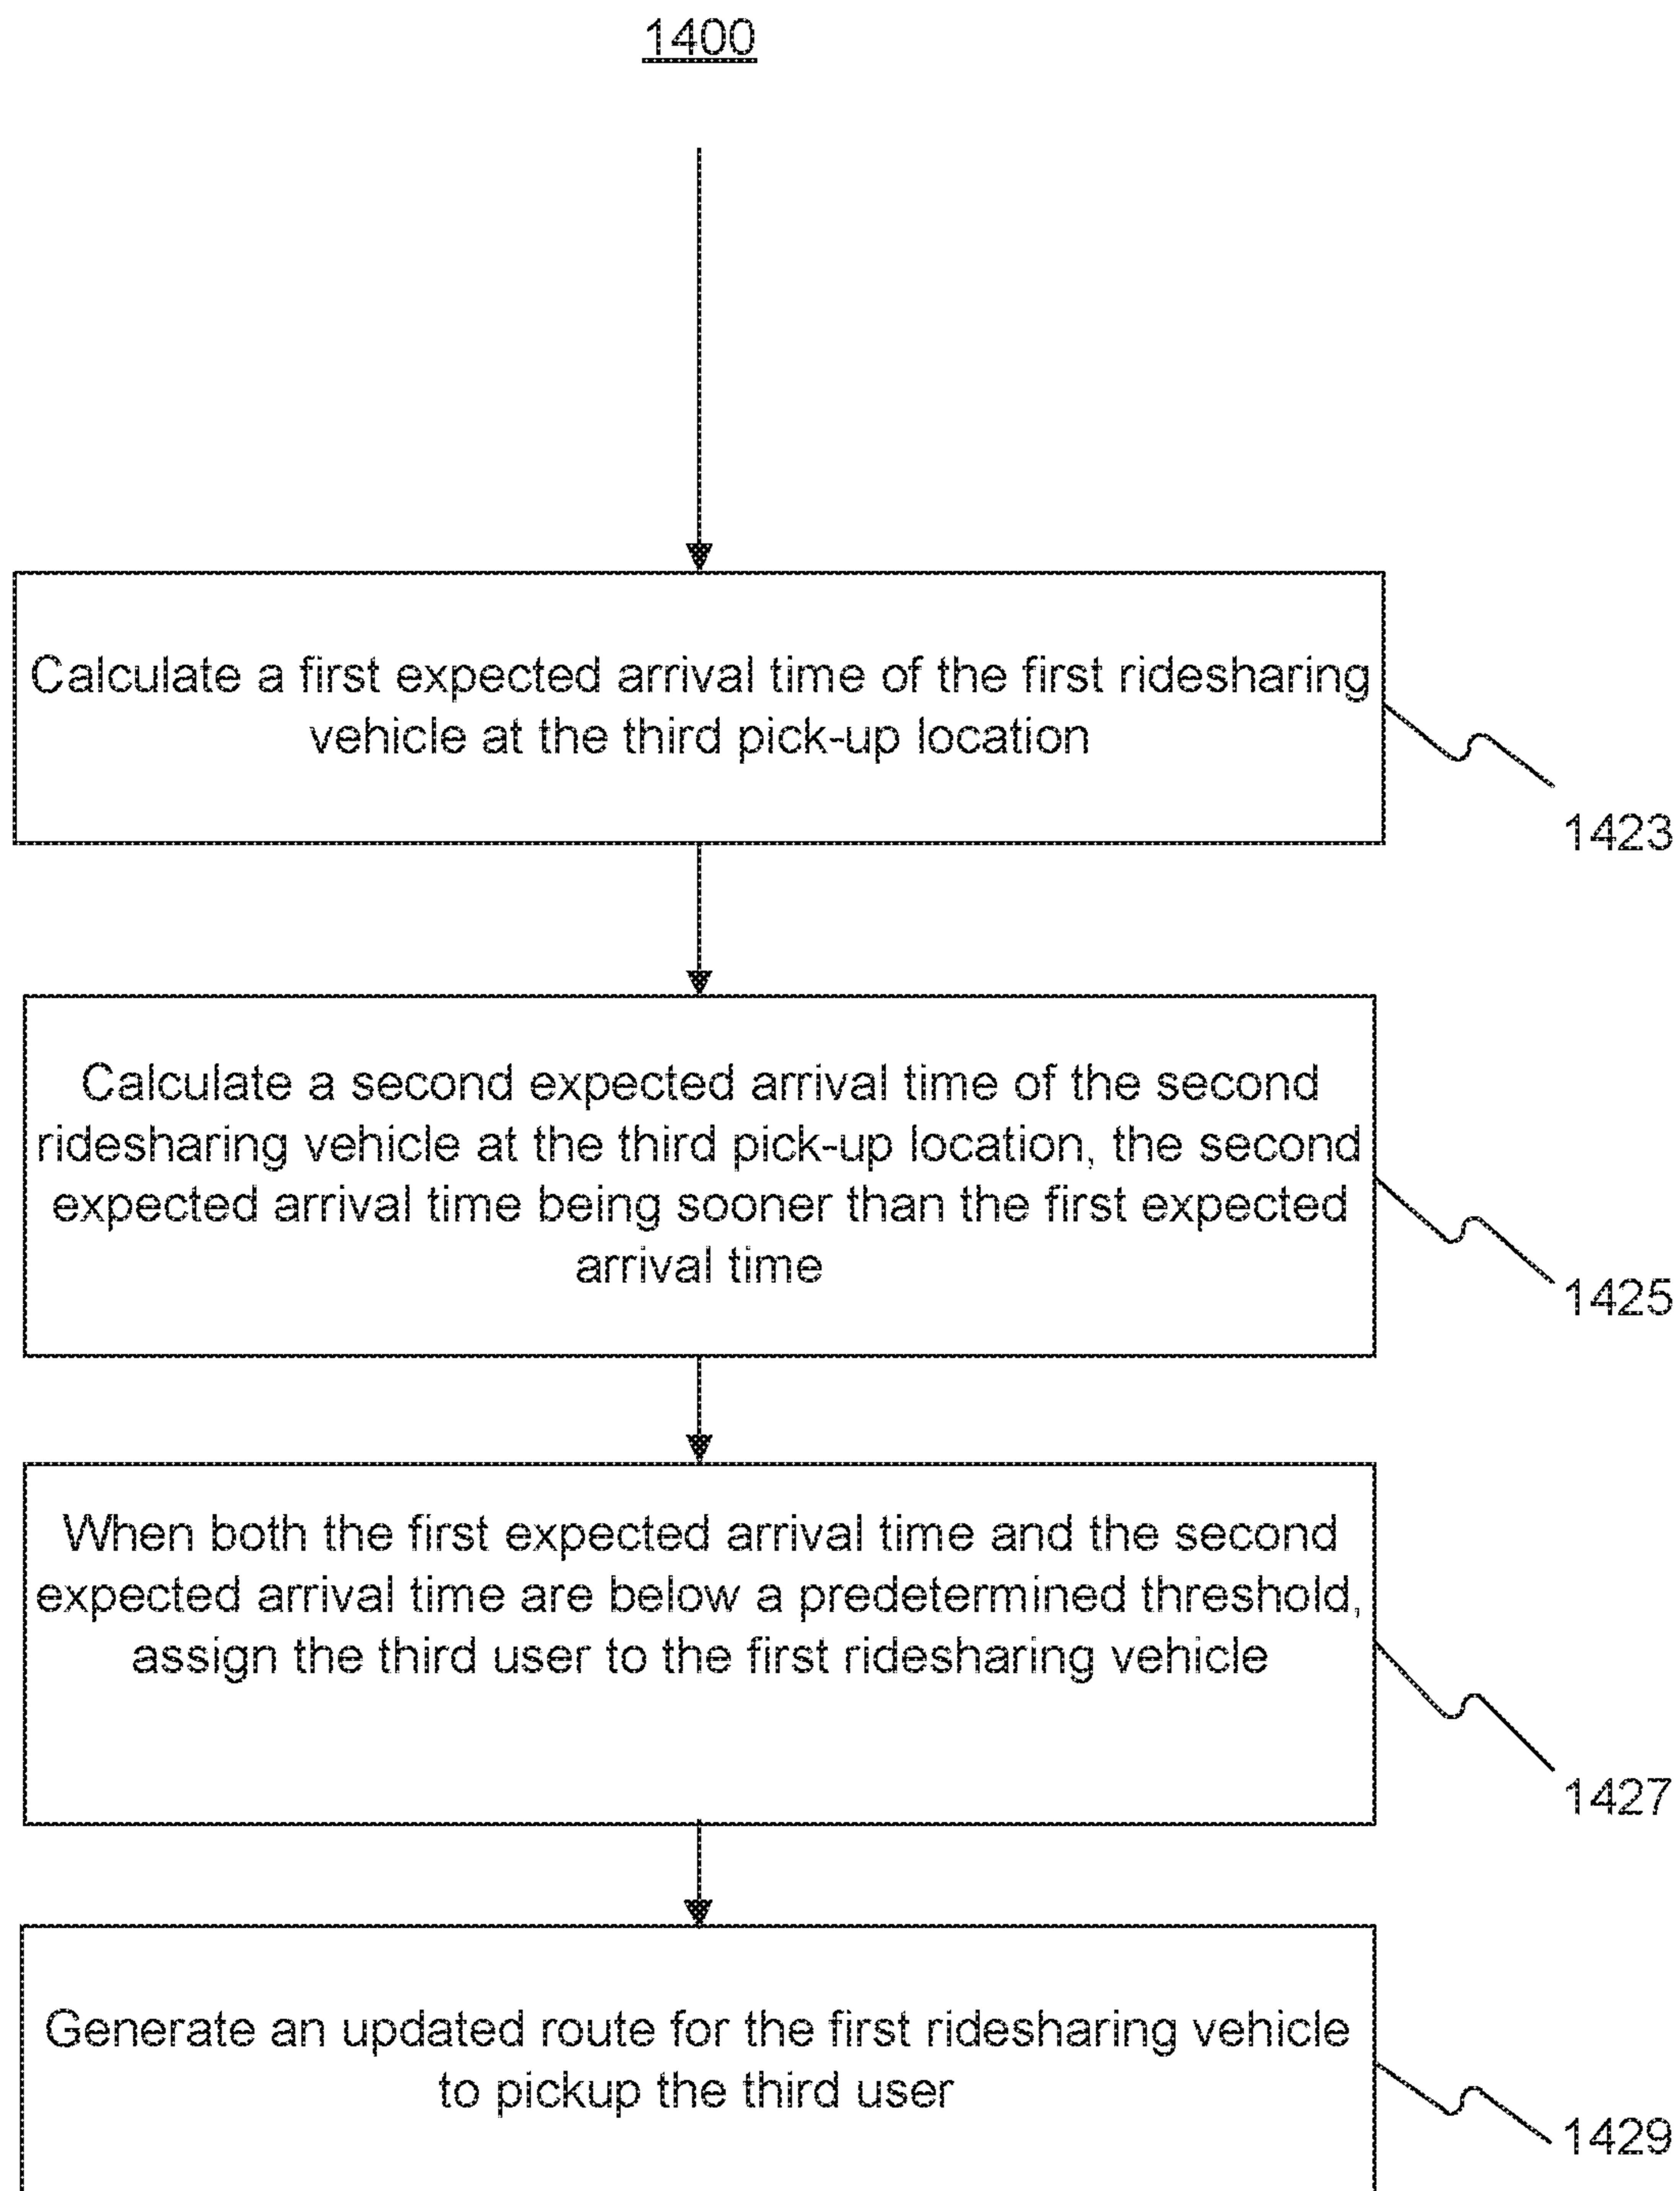 1400
Calculate a first expected arrival time of the first ridesharing
vehicle at the third pick-up location
1423
Calculate a second expected arrival time of the second
ridesharing vehicle at the third pick-up location, the second
expected arrival time being sooner than the first expected
arrival time
1425
When both the first expected arrival time and the second
expected arrival time are below a predetermined threshold,
assign the third user to the first ridesharing vehicle
1427
Generate an updated route for the first ridesharing vehicle
to pickup the third user
1429